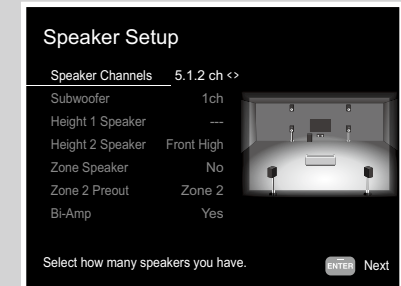 Speaker Setup
Speaker Channels 5.1.2 ch <>
Subwoofer 1ch
Height 1 Speaker ---
Height 2 Speaker Front High
Zone Speaker No
Zone 2 Preout Zone 2
Bi-Amp Yes
Select how many speakers you have.
ENTER Next